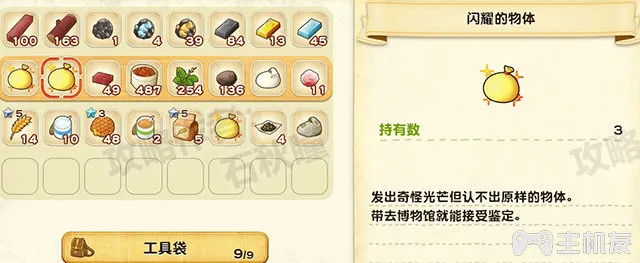 闪耀的物体
100 163 1 4 39 84 13 45
49 487 254 136 11
持有数 3
5 3 5
14 10 48 2 2 4
发出奇怪光芒但认不出原样的物体。
带去博物馆就能接受鉴定。
工具袋 9/9
主机友